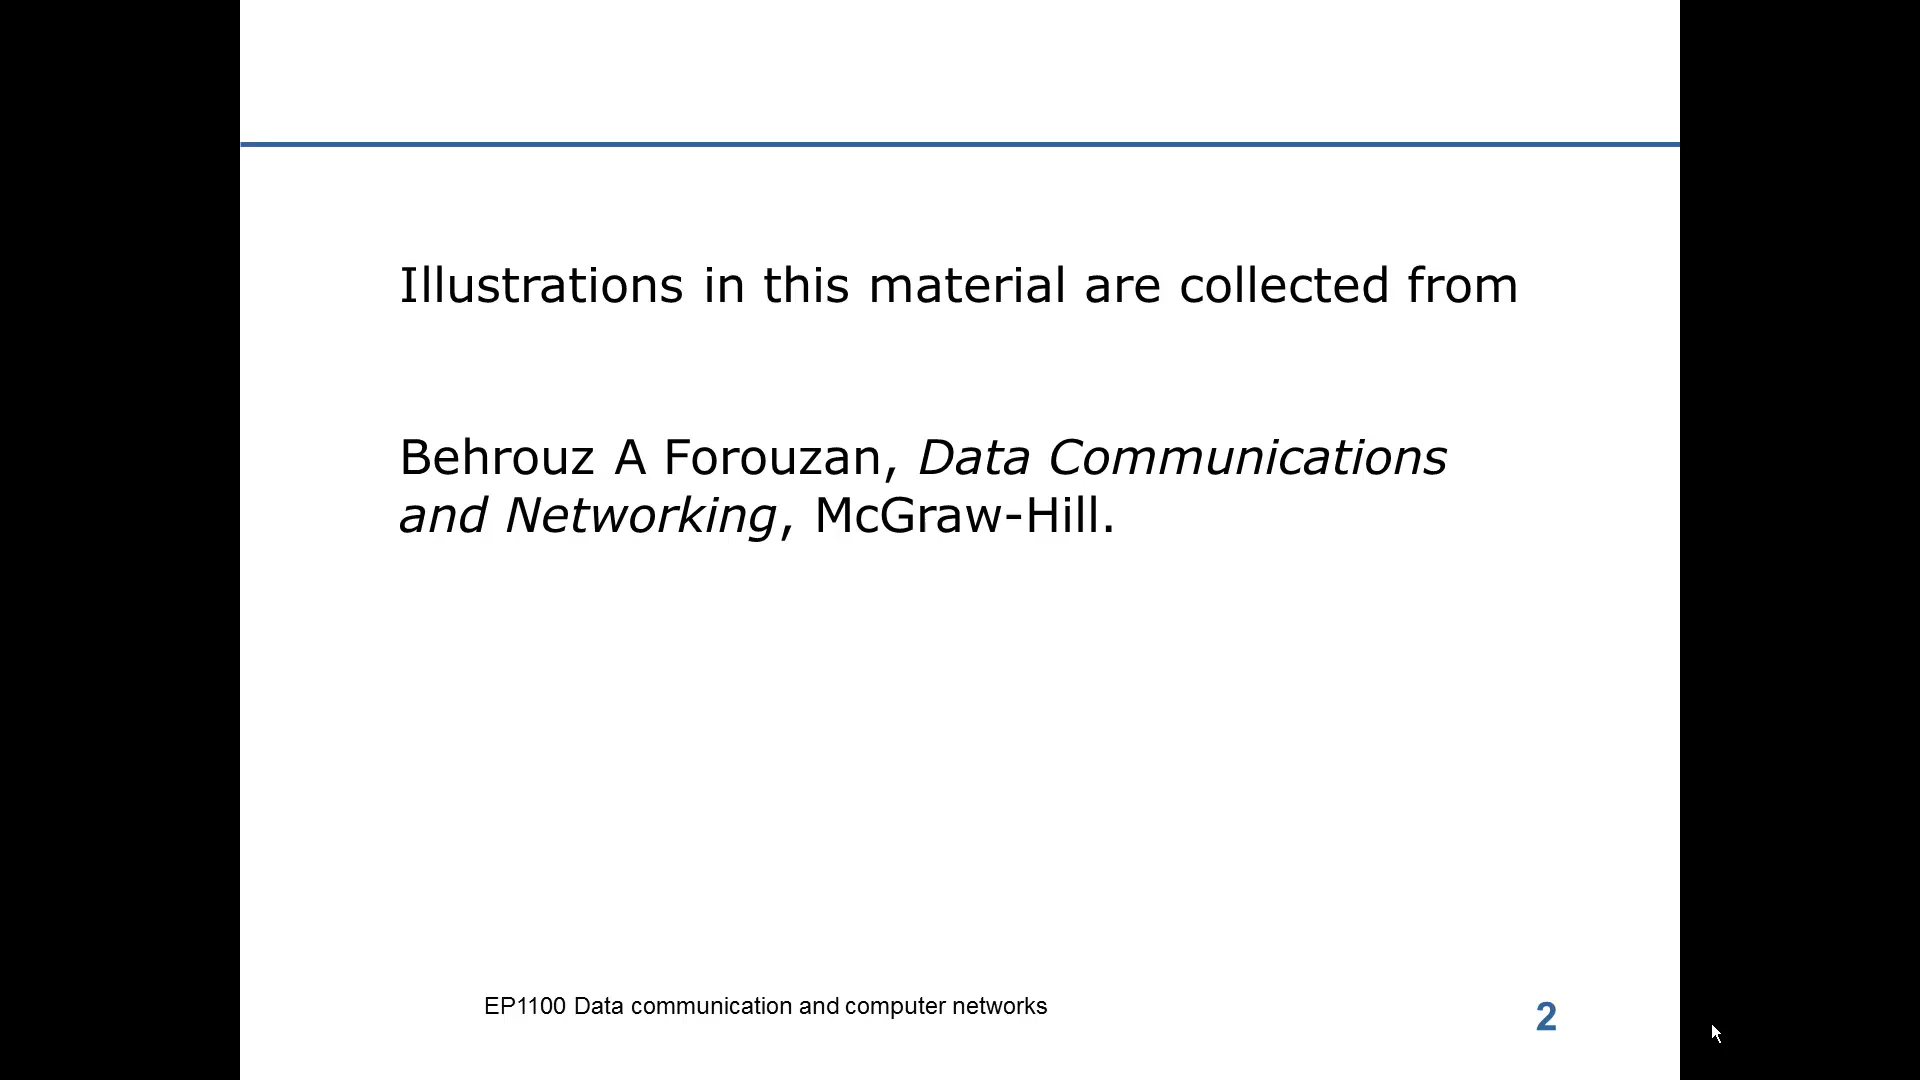 Illustrations in this material are collected from
Behrouz A Forouzan, Data Communications
and Networking, McGraw-Hill.
EP1100 Data communication and computer networks
2